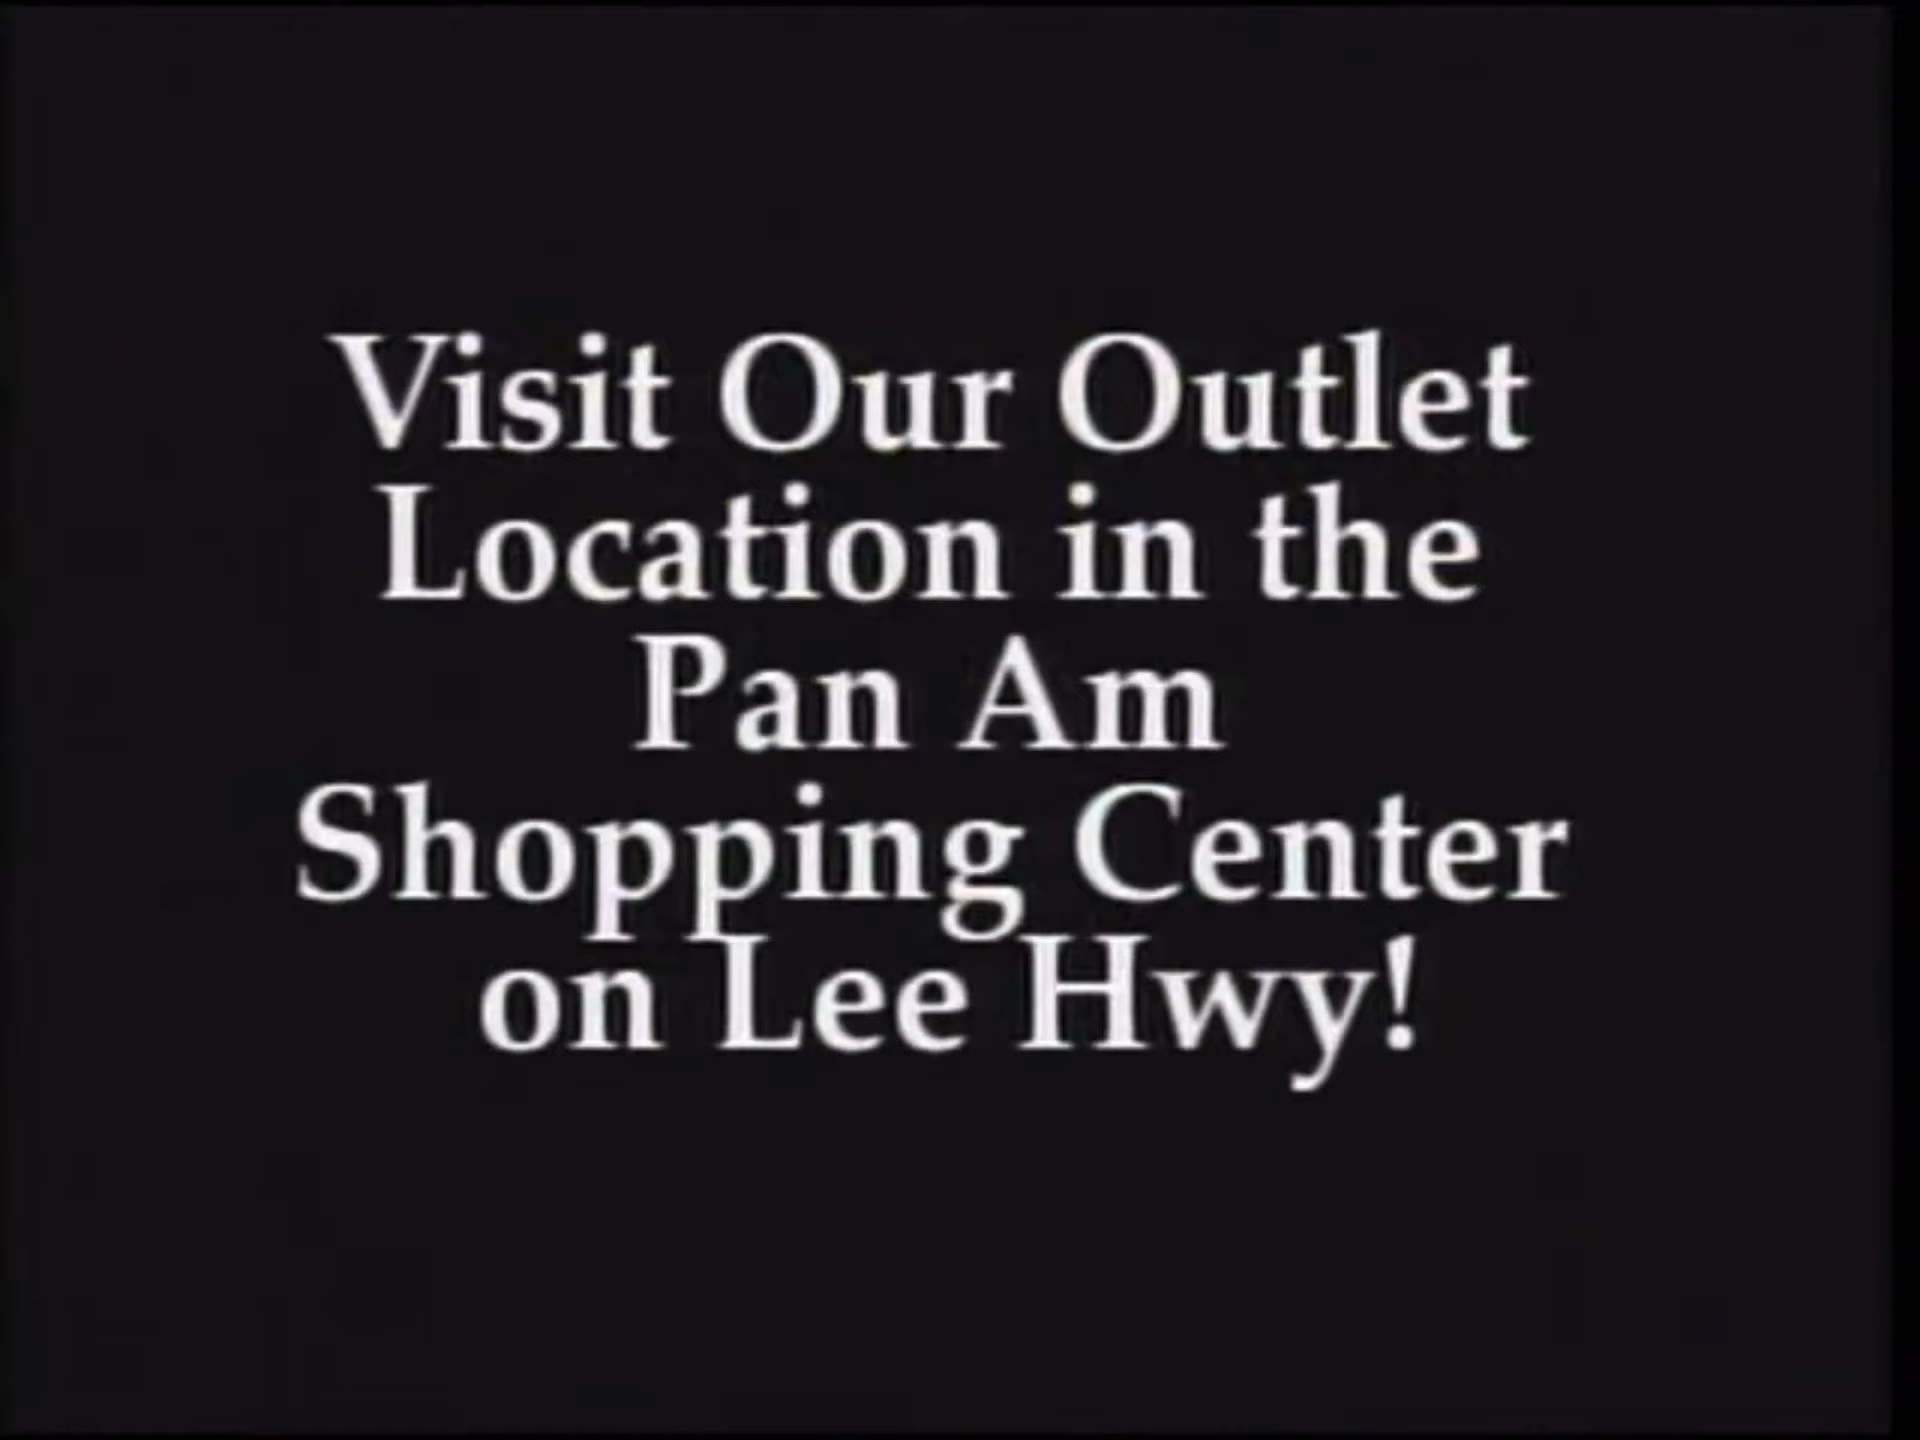 Visit Our Outlet
Location in the
Pan Am
Shopping Center
on Lee Hwy!